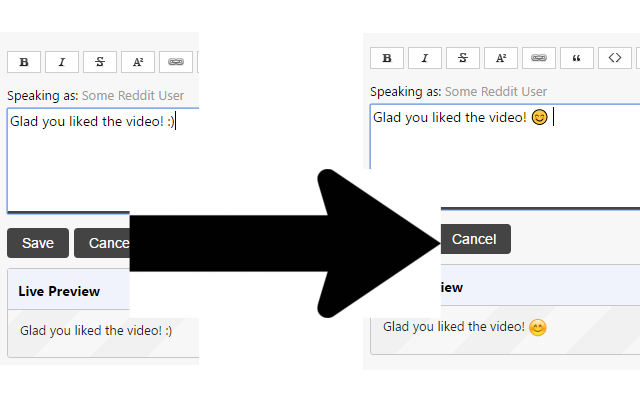 B I S A²
Speaking as: Some Reddit User
Glad you liked the video! :)
Save Cance
Live Preview
Glad you liked the video! :)
B I S A² “ <>
Speaking as: Some Reddit User
Glad you liked the video! 😊
Cancel
iew
Glad you liked the video! 😊